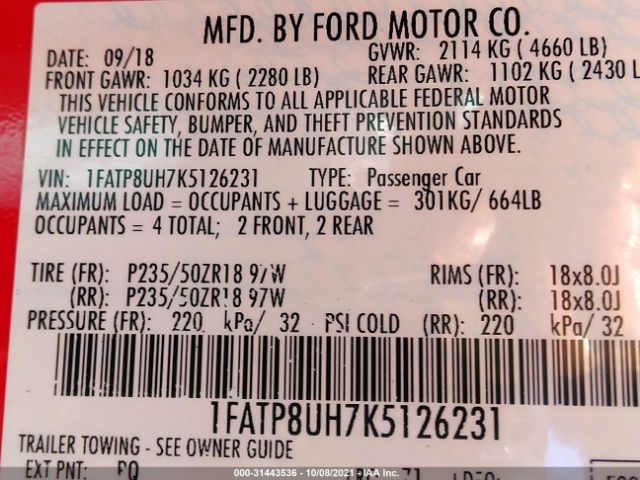 MFD. BY FORD MOTOR CO.
DATE: 09/18 GVWR: 2114 KG ( 4660 LB)
FRONT GAWR: 1034 KG ( 2280 LB) REAR GAWR: 1102 KG ( 2430 L
THIS VEHICLE CONFORMS TO ALL APPLICABLE FEDERAL MOTOR
VEHICLE SAFETY, BUMPER, AND THEFT PREVENTION STANDARDS
IN EFFECT ON THE DATE OF MANUFACTURE SHOWN ABOVE.
VIN: 1FATP8UH7K5126231 TYPE: Passenger Car
MAXIMUM LOAD = OCCUPANTS + LUGGAGE = 301KG/ 664LB
OCCUPANTS = 4 TOTAL; 2 FRONT, 2 REAR
TIRE (FR): P235/50ZR18 97W RIMS (FR): 18x8.0J
(RR): P235/50ZR18 97W (RR): 18x8.0J
PRESSURE (FR): 220 kPa/ 32 PSI COLD (RR): 220 kPa/ 32
1FATP8UH7K5126231
TRAILER TOWING - SEE OWNER GUIDE
EXT PNT: PQ
000-31443536 - 10/08/2021 - IAA Inc.